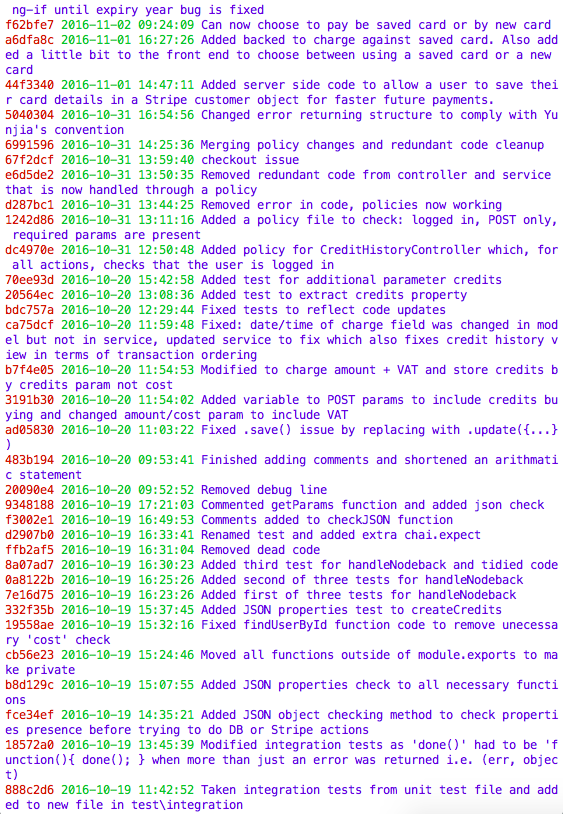 ng-if until expiry year bug is fixed
f62bfe7 2016-11-02 09:24:09 Can now choose to pay be saved card or by new card
a6dfa8c 2016-11-01 16:27:26 Added backed to charge against saved card. Also add
ed a little bit to the front end to choose between using a saved card or a new
card
44f3340 2016-11-01 14:47:11 Added server side code to allow a user to save thei
r card details in a Stripe customer object for faster future payments.
5040304 2016-10-31 16:54:56 Changed error returning structure to comply with Yu
njia's convention
6991596 2016-10-31 14:25:36 Merging policy changes and redundant code cleanup
67f2dcf 2016-10-31 13:59:40 checkout issue
e6d5de2 2016-10-31 13:50:35 Removed redundant code from controller and service
that is now handled through a policy
d287bc1 2016-10-31 13:44:25 Removed error in code, policies now working
1242d86 2016-10-31 13:11:16 Added a policy file to check: logged in, POST only,
 required params are present
dc4970e 2016-10-31 12:50:48 Added policy for CreditHistoryController which, for
 all actions, checks that the user is logged in
70ee93d 2016-10-20 15:42:58 Added test for additional parameter credits
20564ec 2016-10-20 13:08:36 Added test to extract credits property
bdc757a 2016-10-20 12:29:44 Fixed tests to reflect code updates
ca75dcf 2016-10-20 11:59:48 Fixed: date/time of charge field was changed in mod
el but not in service, updated service to fix which also fixes credit history v
iew in terms of transaction ordering
b7f4e05 2016-10-20 11:54:53 Modified to charge amount + VAT and store credits b
y credits param not cost
3191b30 2016-10-20 11:54:02 Added variable to POST params to include credits bu
ying and changed amount/cost param to include VAT
ad05830 2016-10-20 11:03:22 Fixed .save() issue by replacing with .update({...}
)
483b194 2016-10-20 09:53:41 Finished adding comments and shortened an arithmati
c statement
20090e4 2016-10-20 09:52:52 Removed debug line
9348188 2016-10-19 17:21:03 Commented getParams function and added json check
f3002e1 2016-10-19 16:49:53 Comments added to checkJSON function
d2907b0 2016-10-19 16:33:41 Renamed test and added extra chai.expect
ffb2af5 2016-10-19 16:31:04 Removed dead code
8a07ad7 2016-10-19 16:30:23 Added third test for handleNodeback and tidied code
0a8122b 2016-10-19 16:25:26 Added second of three tests for handleNodeback
7e16d75 2016-10-19 16:23:26 Added first of three tests for handleNodeback
332f35b 2016-10-19 15:37:45 Added JSON properties test to createCredits
19558ae 2016-10-19 15:32:16 Fixed findUserById function code to remove unecessa
ry 'cost' check
cb56e23 2016-10-19 15:24:46 Moved all functions outside of module.exports to ma
ke private
b8d129c 2016-10-19 15:07:55 Added JSON properties check to all necessary functi
ons
fce34ef 2016-10-19 14:35:21 Added JSON object checking method to check properti
es presence before trying to do DB or Stripe actions
18572a0 2016-10-19 13:45:39 Modified integration tests as 'done()' had to be 'f
unction(){ done(); } when more than just an error was returned i.e. (err, objec
t)
888c2d6 2016-10-19 11:42:52 Taken integration tests from unit test file and add
ed to new file in test\integration